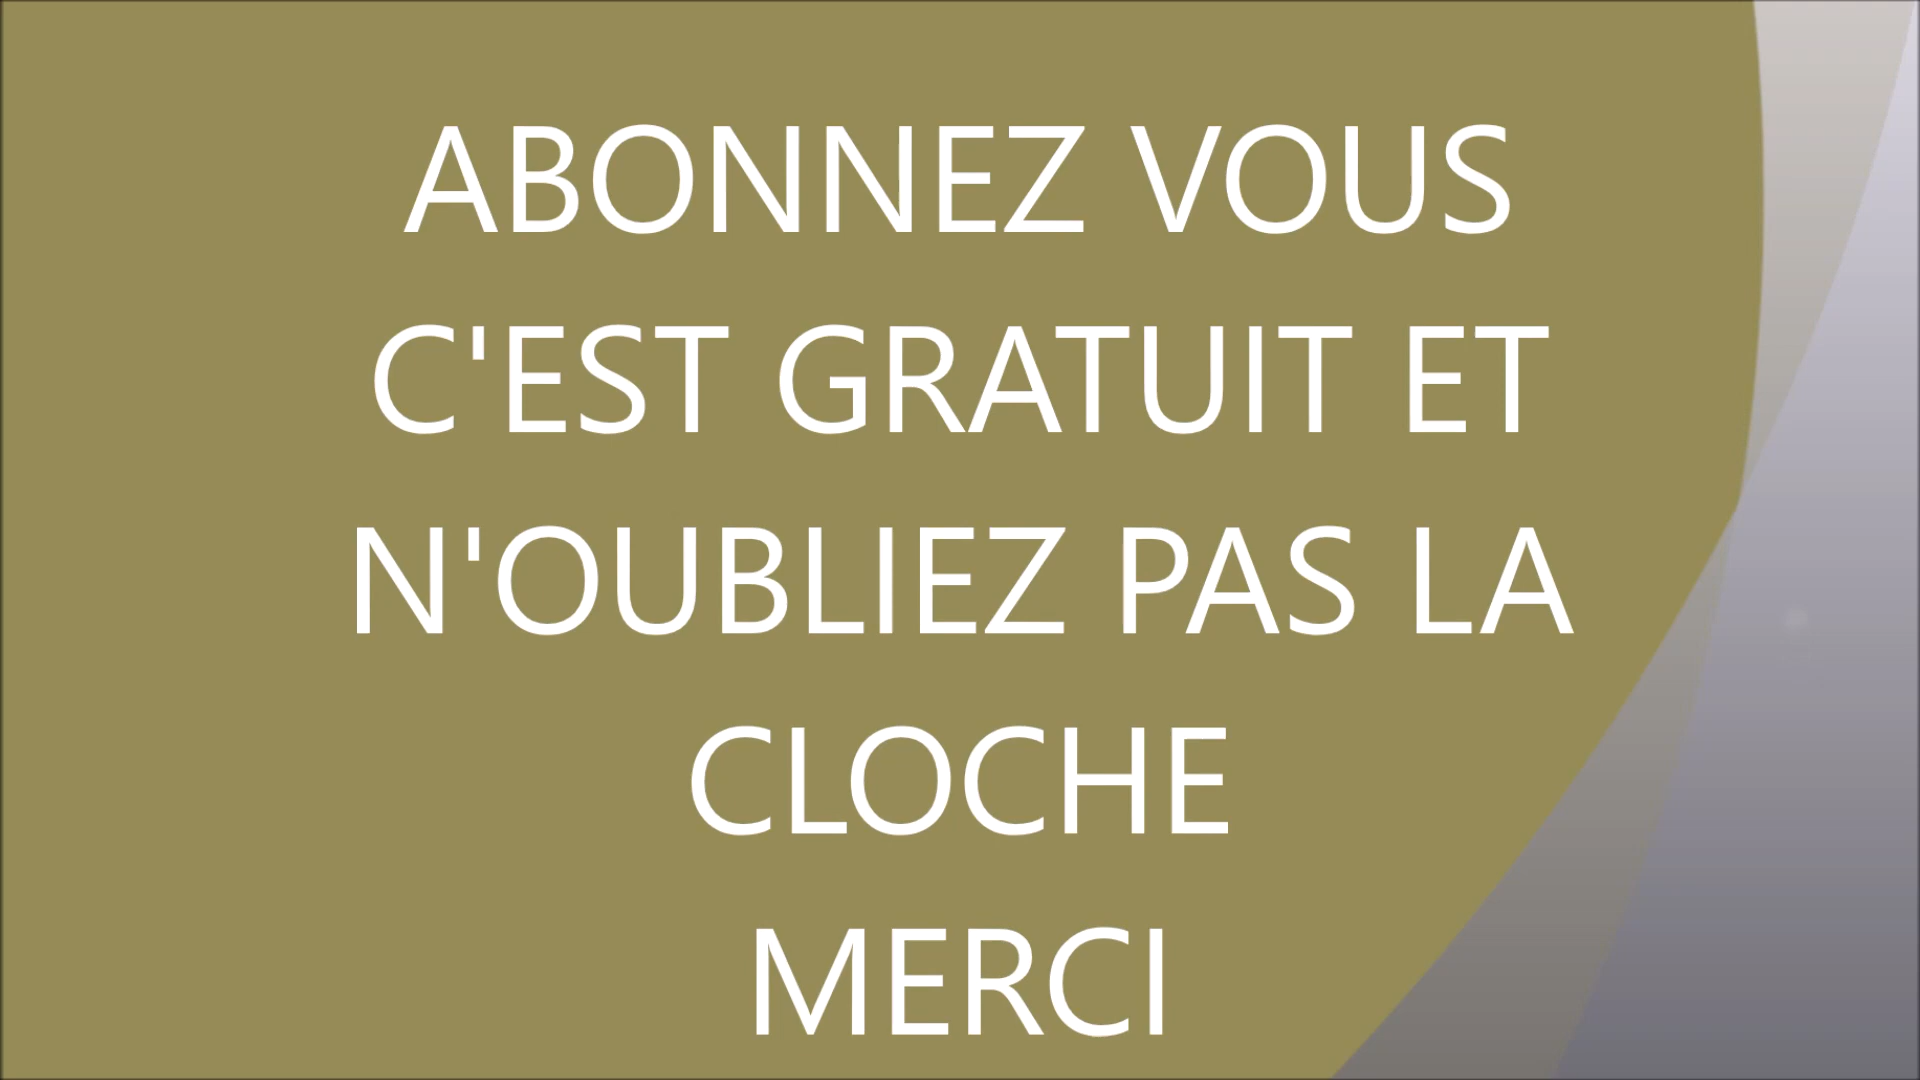 ABONNEZ VOUS
C'EST GRATUIT ET
N'OUBLIEZ PAS LA
CLOCHE
MERCI